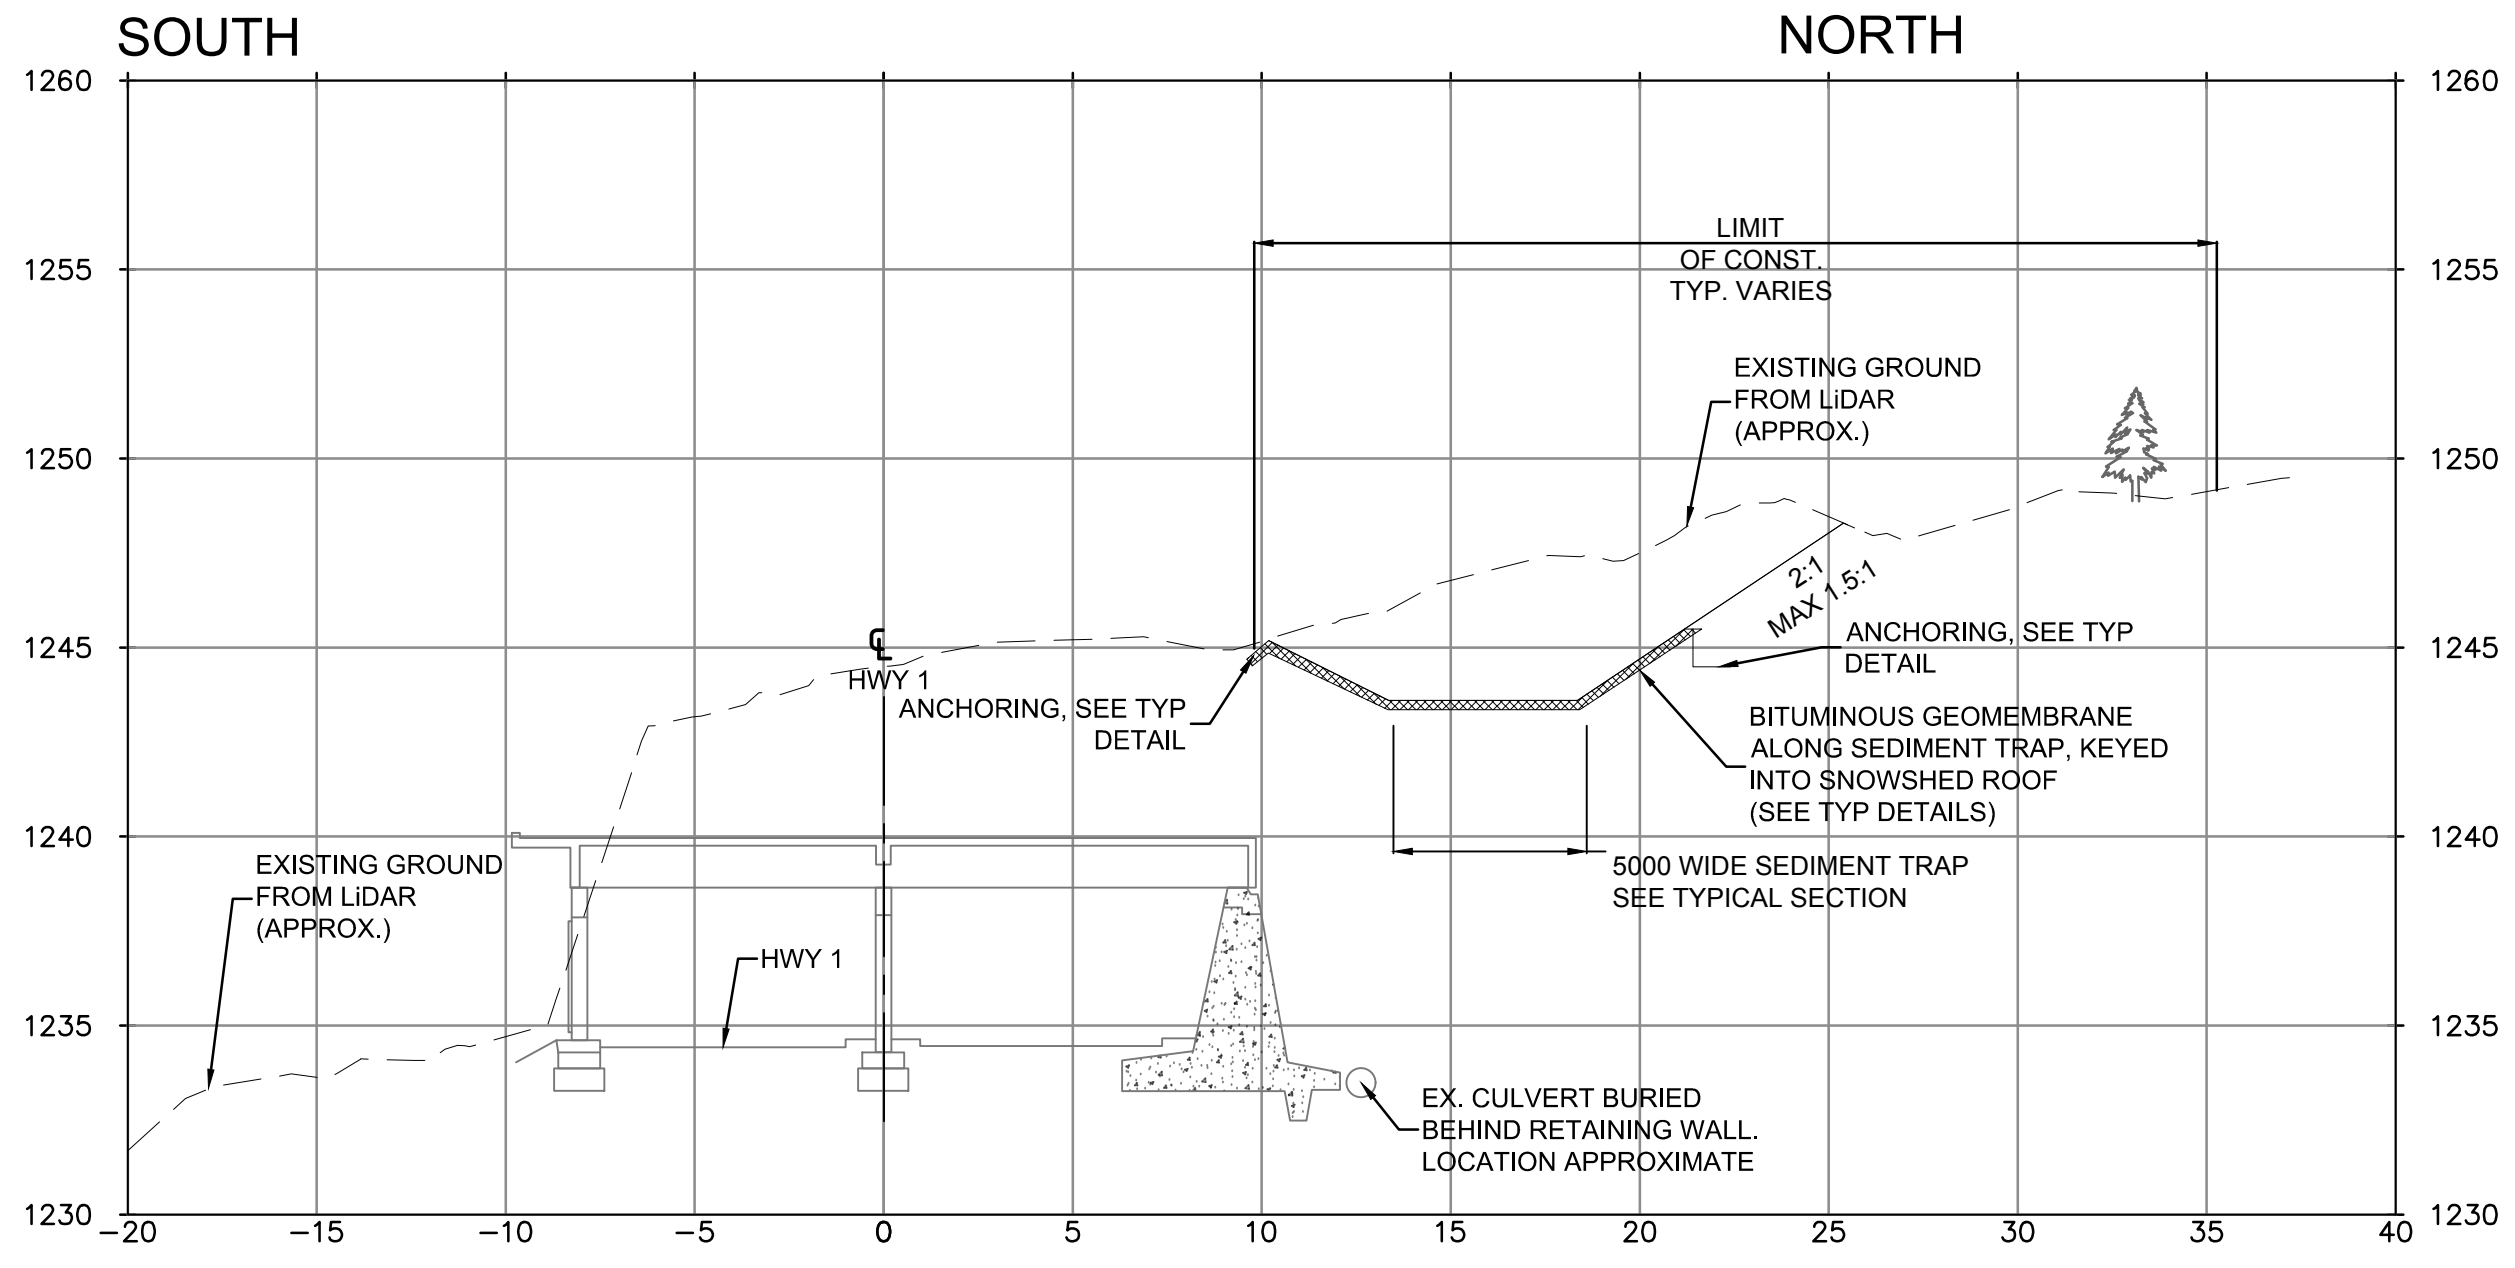 SOUTH
NORTH
1260
1260
LIMIT
OF CONST.
TYP. VARIES
1255
1255
EXISTING GROUND
FROM LiDAR
(APPROX.)
1250
1250
2:1
MAX 1.5:1
ANCHORING, SEE TYP
DETAIL
1245
1245
℄
HWY 1
ANCHORING, SEE TYP
DETAIL
BITUMINOUS GEOMEMBRANE
ALONG SEDIMENT TRAP, KEYED
INTO SNOWSHED ROOF
(SEE TYP DETAILS)
1240
1240
EXISTING GROUND
FROM LiDAR
(APPROX.)
5000 WIDE SEDIMENT TRAP
SEE TYPICAL SECTION
HWY 1
1235
1235
EX. CULVERT BURIED
BEHIND RETAINING WALL.
LOCATION APPROXIMATE
1230
1230
−20 −15 −10 −5 0 5 10 15 20 25 30 35 40